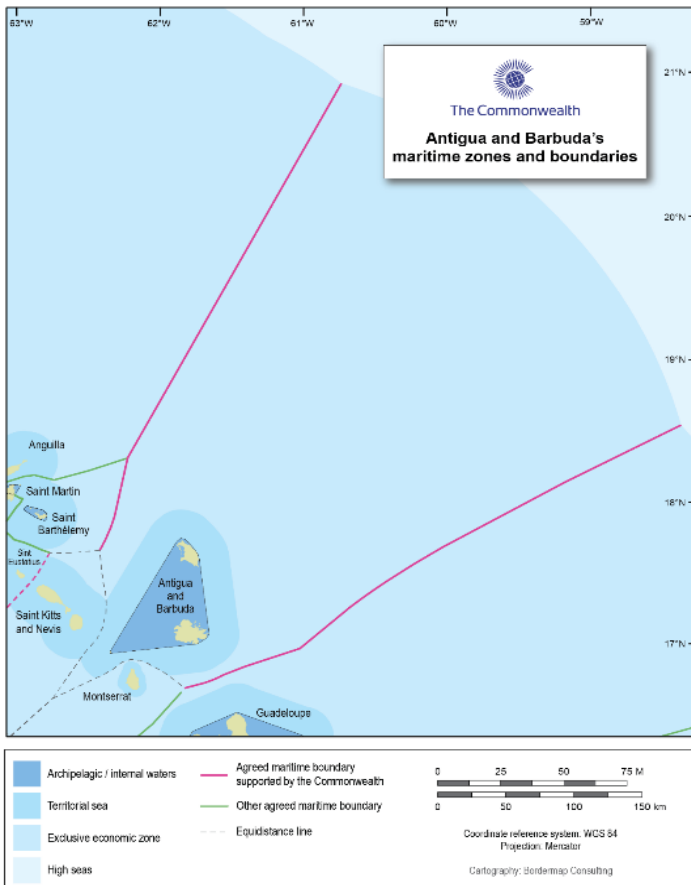 63°W
62°W
61°W
60°W
59°W
21°N
The Commonwealth
Antigua and Barbuda's
maritime zones and boundaries
20°N
19°N
Anguilla
18°N
Saint Martin
Saint
Barthélemy
Sint
Eustatius
Antigua
and
Barbuda
Saint Kitts
and Nevis
17°N
Montserrat
Guadeloupe
Archipelagic / internal waters
Territorial sea
Exclusive economic zone
High seas
Agreed maritime boundary
supported by the Commonwealth
Other agreed maritime boundary
Equidistance line
0 25 50 75 M
0 50 100 150 km
Coordinate reference system: WGS 84
Projection: Mercator
Cartography: Bordermap Consulting